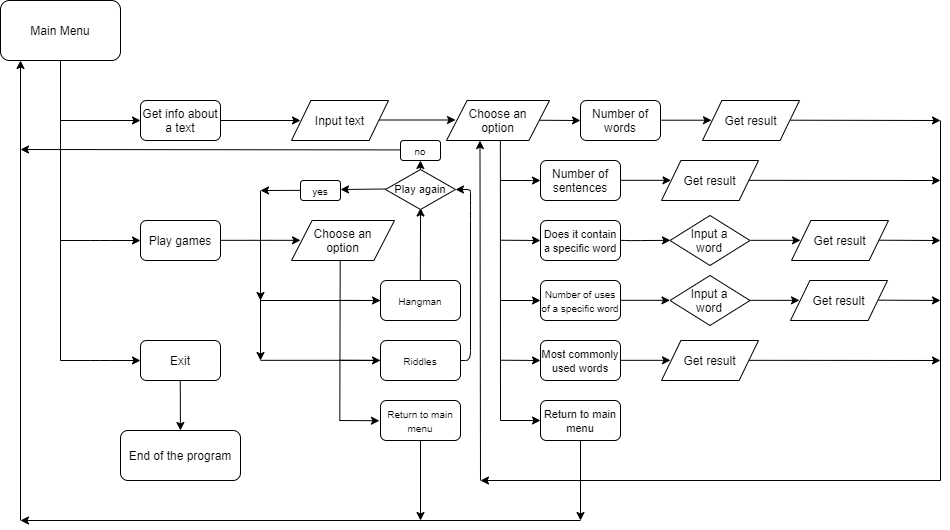 Main Menu
Get info about
a text
Input text
Choose an
option
Number of
words
Get result
no
Number of
sentences
Get result
yes
Play again
Play games
Choose an
option
Does it contain
a specific word
Input a
word
Get result
Hangman
Number of uses
of a specific word
Input a
word
Get result
Exit
Riddles
Most commonly
used words
Get result
Return to main
menu
Return to main
menu
End of the program